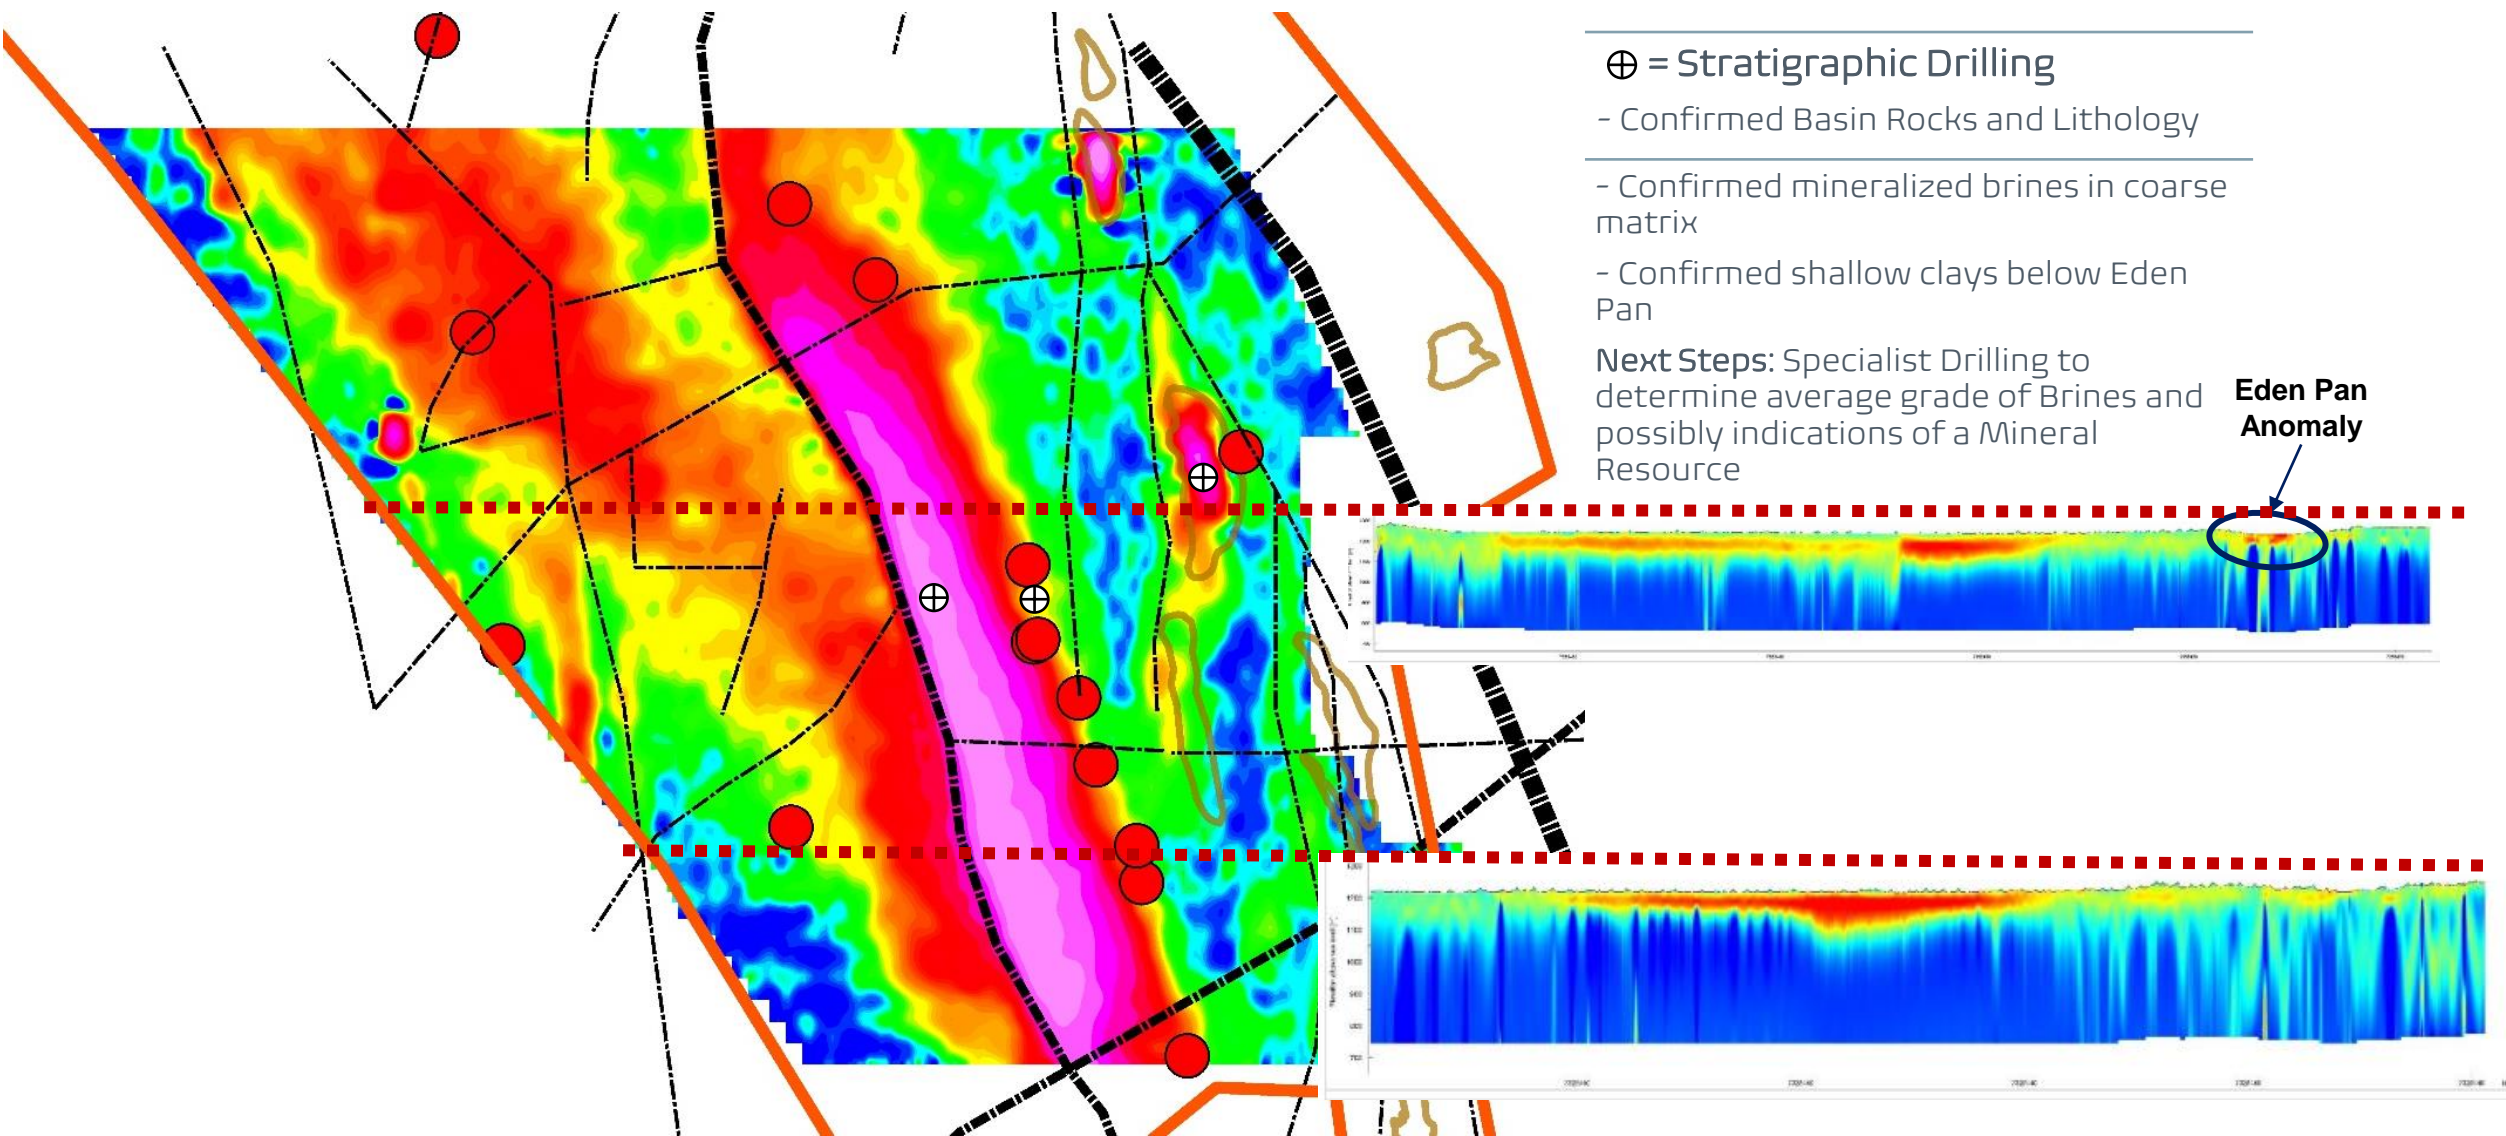 ⊕ = Stratigraphic Drilling
- Confirmed Basin Rocks and Lithology
- Confirmed mineralized brines in coarse
matrix
- Confirmed shallow clays below Eden
Pan
Next Steps: Specialist Drilling to
determine average grade of Brines and
possibly indications of a Mineral
Resource
Eden Pan
Anomaly